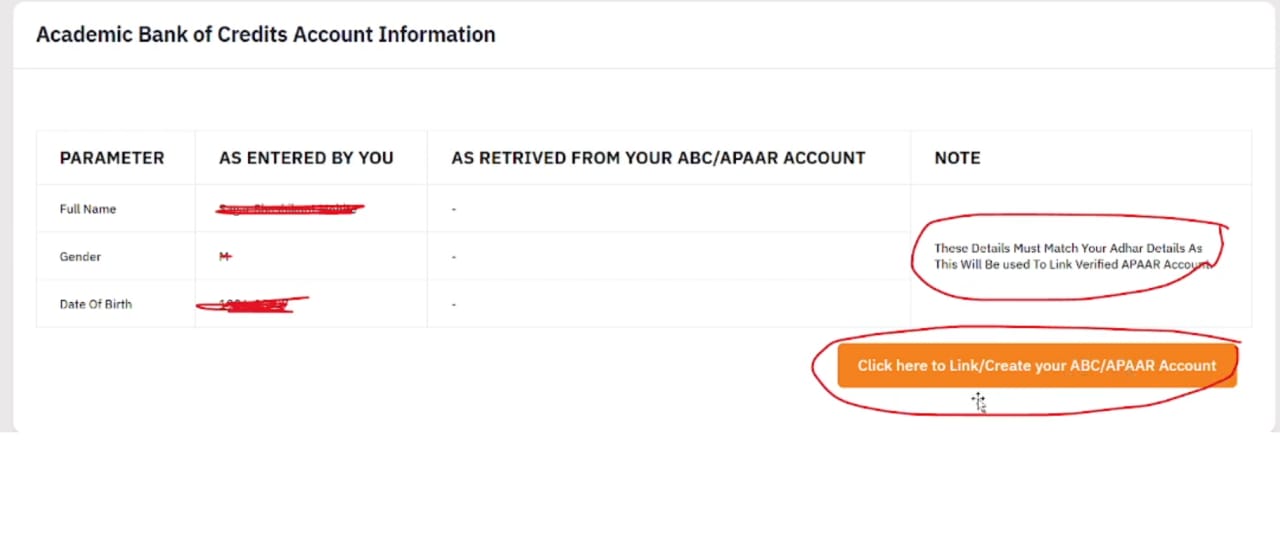 Academic Bank of Credits Account Information
PARAMETER AS ENTERED BY YOU AS RETRIVED FROM YOUR ABC/APAAR ACCOUNT NOTE
Full Name -
Gender M -
Date Of Birth -
These Details Must Match Your Adhar Details As
This Will Be used To Link Verified APAAR Account
Click here to Link/Create your ABC/APAAR Account